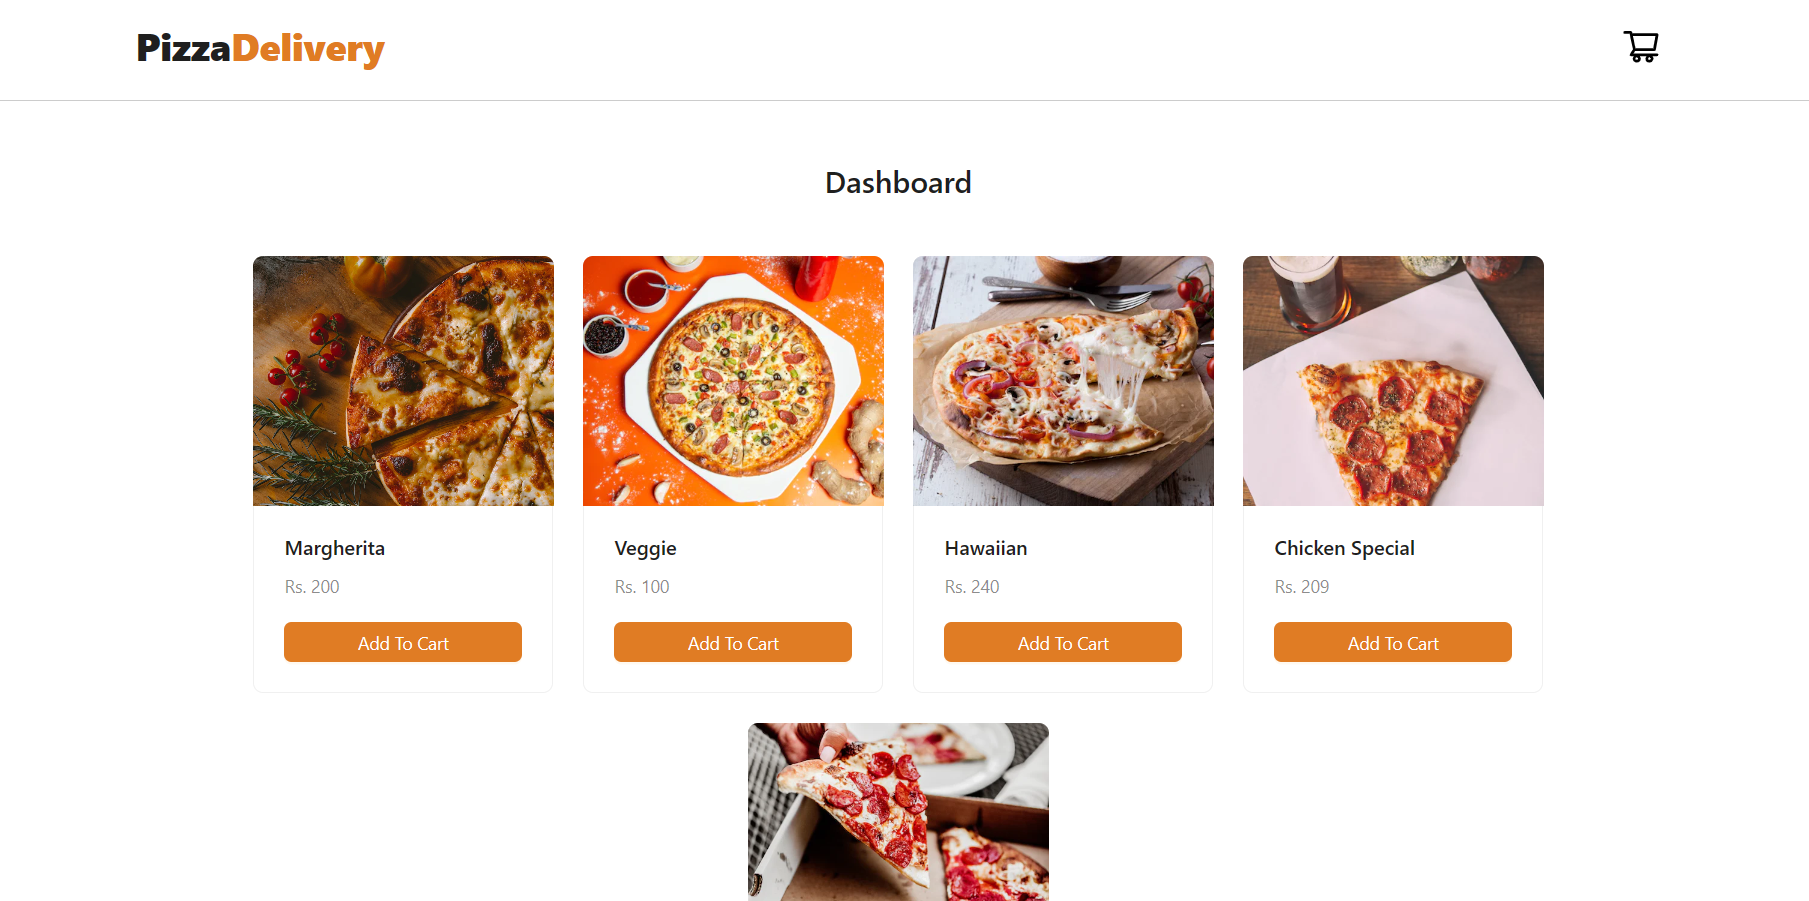 PizzaDelivery
Dashboard
Margherita
Rs. 200
Add To Cart
Veggie
Rs. 100
Add To Cart
Hawaiian
Rs. 240
Add To Cart
Chicken Special
Rs. 209
Add To Cart